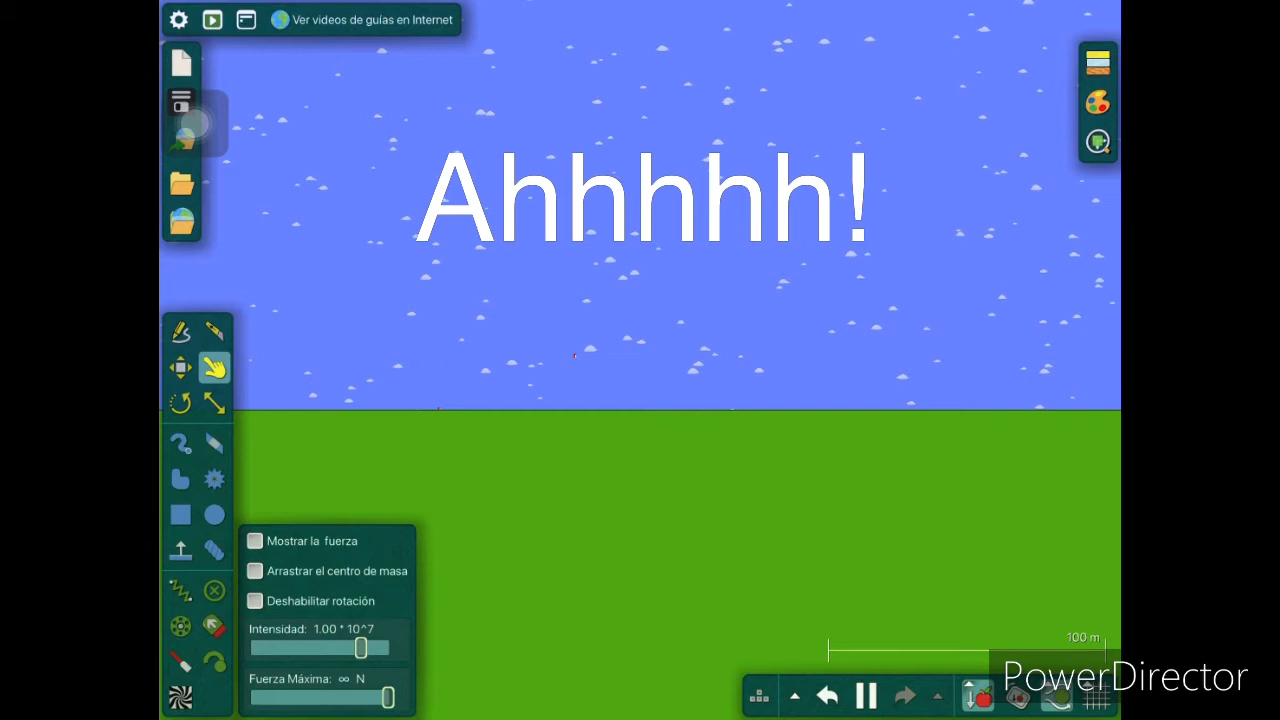 Ver videos de guías en Internet
Ahhhhh!
Mostrar la fuerza
Arrastrar el centro de masa
Deshabilitar rotación
Intensidad: 1.00 * 10^7
Fuerza Máxima: ∞ N
100 m
PowerDirector